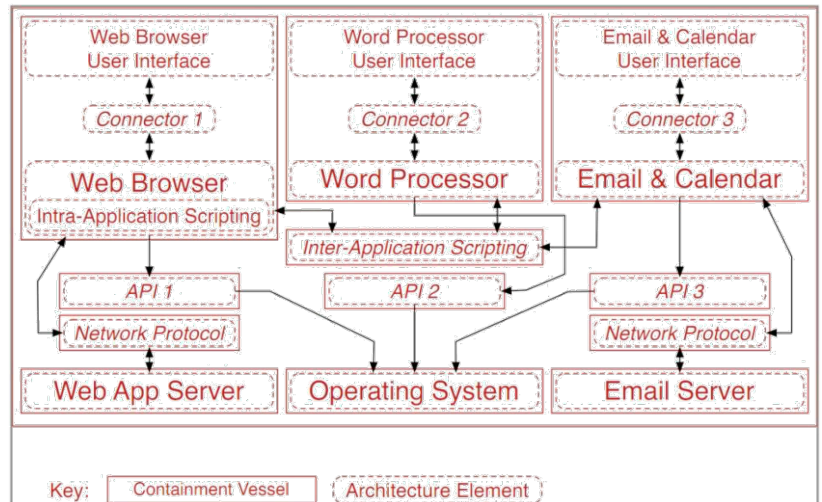 Web Browser
User Interface
Word Processor
User Interface
Email & Calendar
User Interface
Connector 1
Connector 2
Connector 3
Web Browser
Word Processor
Email & Calendar
Intra-Application Scripting
Inter-Application Scripting
API 1
API 2
API 3
Network Protocol
Network Protocol
Web App Server
Operating System
Email Server
Key:
Containment Vessel
Architecture Element